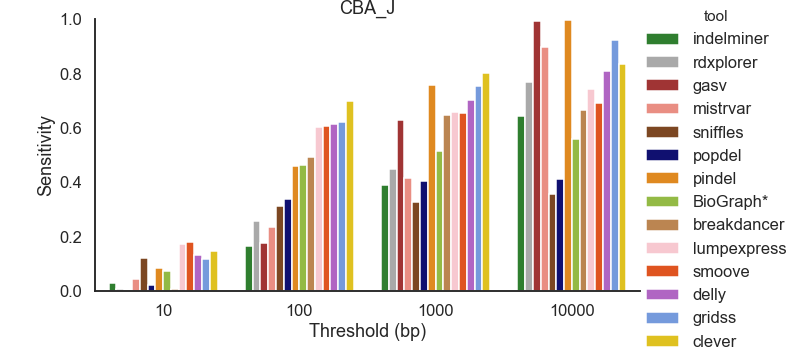 CBA_J
1.0
0.8
0.6
0.4
0.2
0.0
Sensitivity
10
100
1000
10000
Threshold (bp)
tool
indelminer
rdxplorer
gasv
mistrvar
sniffles
popdel
pindel
BioGraph*
breakdancer
lumpexpress
smoove
delly
gridss
clever